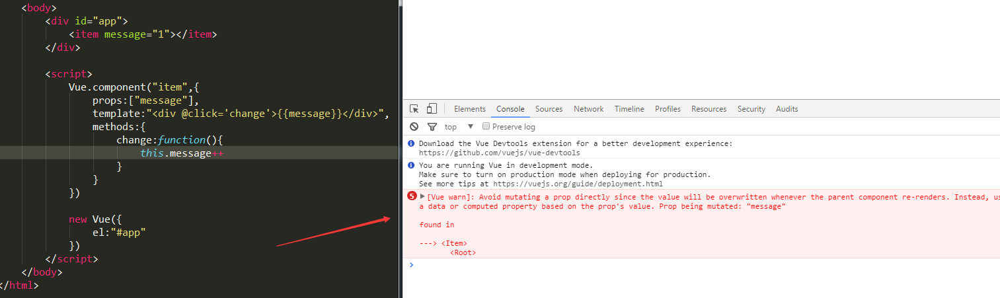 <body>
<div id="app">
<item message="1"></item>
</div>
<script>
Vue.component("item",{
props:["message"],
template:"<div @click='change'>{{message}}</div>",
methods:{
change:function(){
this.message++
}
}
})
new Vue({
el:"#app"
})
</script>
</body>
</html>
Elements Console Sources Network Timeline Profiles Resources Security Audits
top ▼ Preserve log
Download the Vue Devtools extension for a better development experience:
https://github.com/vuejs/vue-devtools
You are running Vue in development mode.
Make sure to turn on production mode when deploying for production.
See more tips at https://vuejs.org/guide/deployment.html
5 ▶[Vue warn]: Avoid mutating a prop directly since the value will be overwritten whenever the parent component re-renders. Instead,
a data or computed property based on the prop's value. Prop being mutated: "message"
found in
---> <Item>
<Root>
>